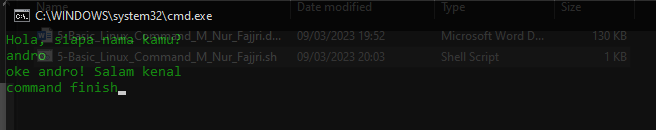 C:\WINDOWS\system32\cmd.exe
Date modified Type Size
Hola, siapa nama kamu?
5-Basic_Linux_Command_M_Nur_Fajjri.d... 09/03/2023 19:52 Microsoft Word D... 130 KB
andro
5-Basic_Linux_Command_M_Nur_Fajjri.sh 09/03/2023 20:03 Shell Script 1 KB
oke andro! Salam kenal
command finish